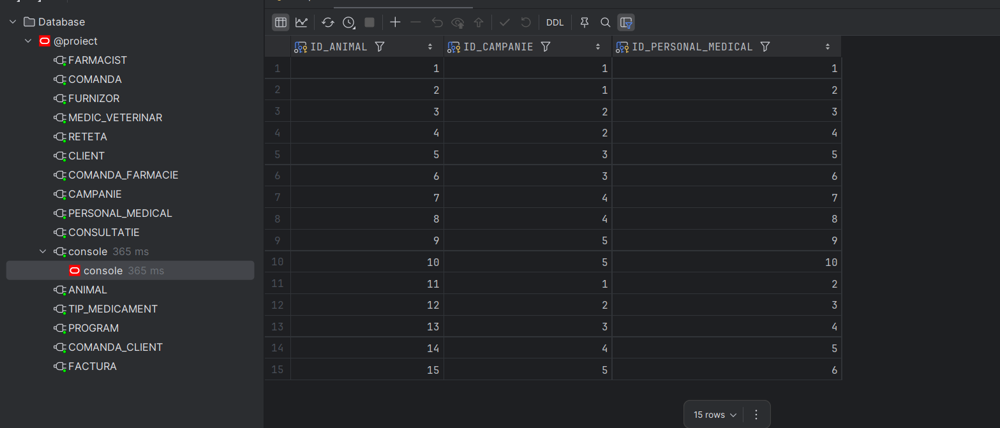 Database
@proiect
FARMACIST
COMANDA
FURNIZOR
MEDIC_VETERINAR
RETETA
CLIENT
COMANDA_FARMACIE
CAMPANIE
PERSONAL_MEDICAL
CONSULTATIE
console 365 ms
console 365 ms
ANIMAL
TIP_MEDICAMENT
PROGRAM
COMANDA_CLIENT
FACTURA
DDL
ID_ANIMAL ID_CAMPANIE ID_PERSONAL_MEDICAL
1 1 1 1
2 2 1 2
3 3 2 3
4 4 2 4
5 5 3 5
6 6 3 6
7 7 4 7
8 8 4 8
9 9 5 9
10 10 5 10
11 11 1 2
12 12 2 3
13 13 3 4
14 14 4 5
15 15 5 6
15 rows